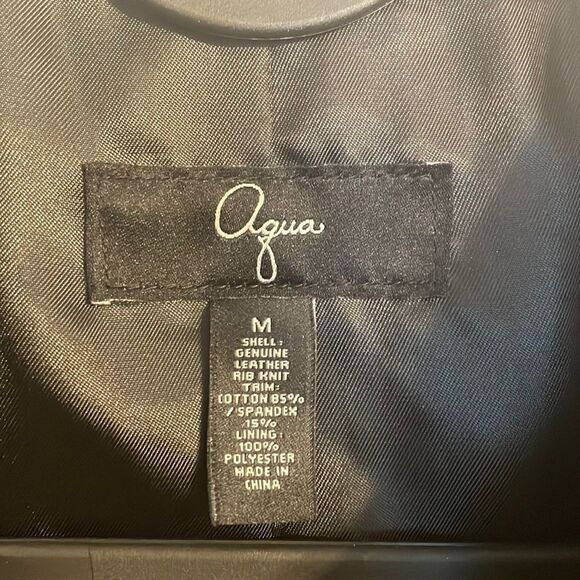 Aqua
M
SHELL:
GENUINE
LEATHER
RIB KNIT
TRIM:
COTTON 85%
/ SPANDEX
15%
LINING:
100%
POLYESTER
MADE IN
CHINA